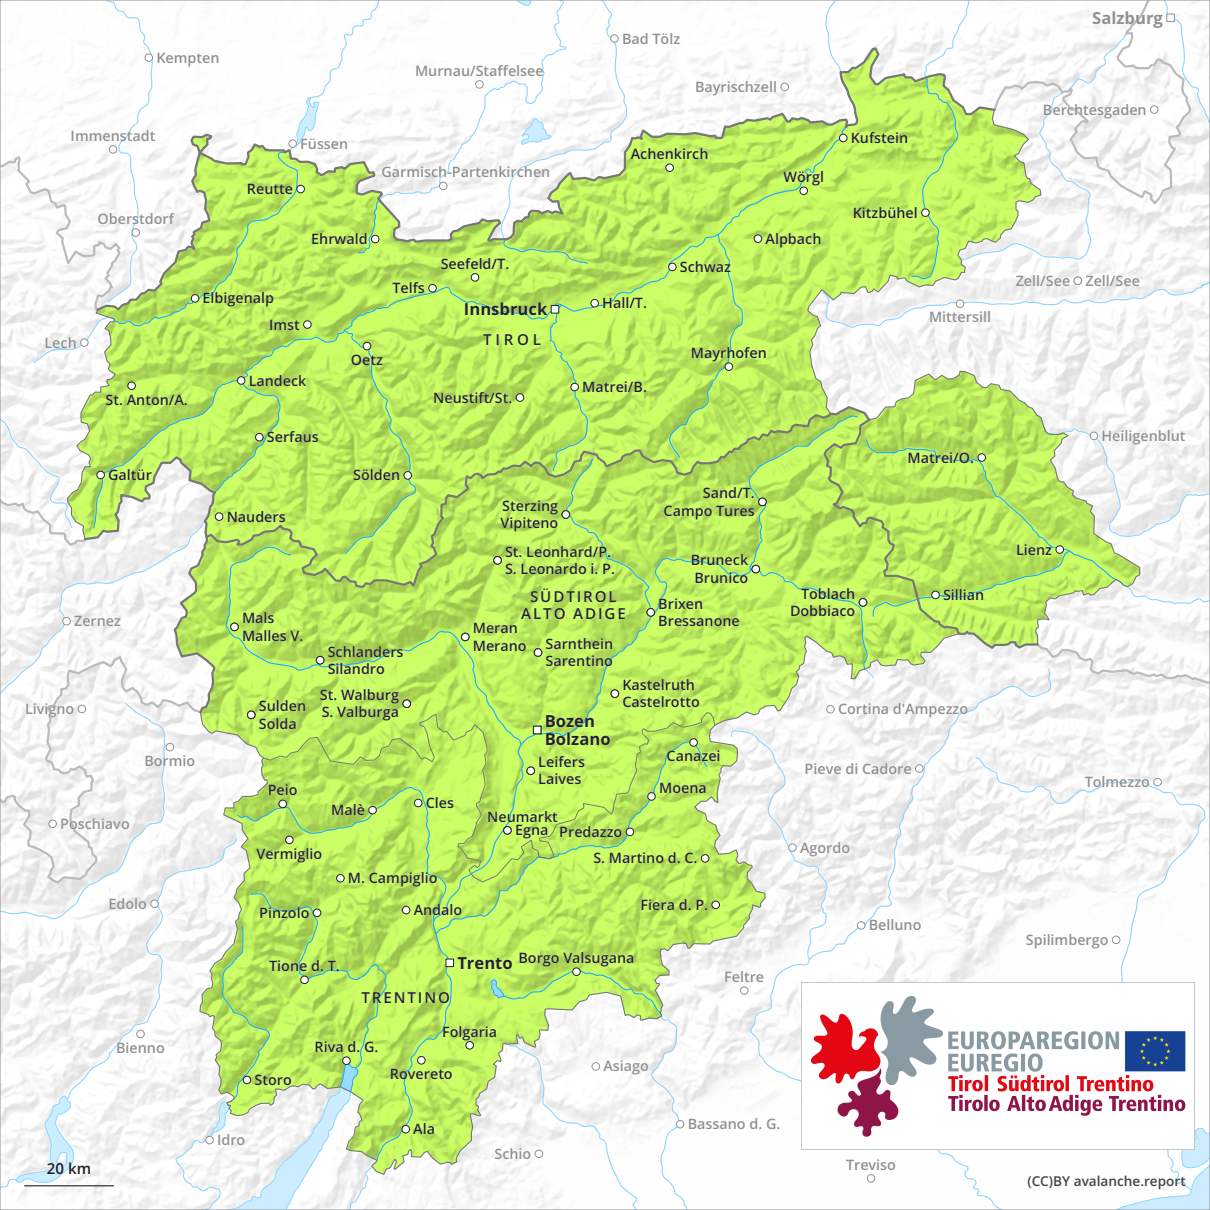 Salzburg
Bad Tölz
Kempten
Murnau/Staffelsee
Bayrischzell
Berchtesgaden
Immenstadt
Füssen
Kufstein
Achenkirch
Garmisch-Partenkirchen
Wörgl
Reutte
Oberstdorf
Kitzbühel
Ehrwald
Alpbach
Seefeld/T.
Schwaz
Zell/See
Zell/See
Telfs
Elbigenalp
Hall/T.
Innsbruck
Mittersill
Imst
TIROL
Lech
Oetz
Mayrhofen
Landeck
Matrei/B.
St. Anton/A.
Neustift/St.
Serfaus
Heiligenblut
Matrei/O.
Galtür
Sölden
Sand/T.
Campo Tures
Sterzing
Vipiteno
Nauders
St. Leonhard/P.
S. Leonardo i. P.
Lienz
Bruneck
Brunico
SÜDTIROL
ALTO ADIGE
Toblach
Dobbiaco
Sillian
Brixen
Bressanone
Zernez
Mals
Malles V.
Meran
Merano
Sarnthein
Sarentino
Schlanders
Silandro
Kastelruth
Castelrotto
St. Walburg
S. Valburga
Livigno
Sulden
Solda
Cortina d'Ampezzo
Bozen
Bolzano
Bormio
Canazei
Leifers
Laives
Pieve di Cadore
Tolmezzo
Peio
Moena
Malè
Cles
Neumarkt
Egna
Predazzo
Poschiavo
Vermiglio
S. Martino d. C.
Agordo
M. Campiglio
Edolo
Pinzolo
Andalo
Fiera d. P.
Belluno
Spilimbergo
Tione d. T.
Trento
Borgo Valsugana
Feltre
TRENTINO
Folgaria
Bienno
Riva d. G.
Rovereto
Asiago
Storo
EUROPAREGION
EUREGIO
Tirol Südtirol Trentino
Tirolo Alto Adige Trentino
Ala
Idro
Bassano d. G.
Schio
Treviso
20 km
(CC)BY avalanche.report